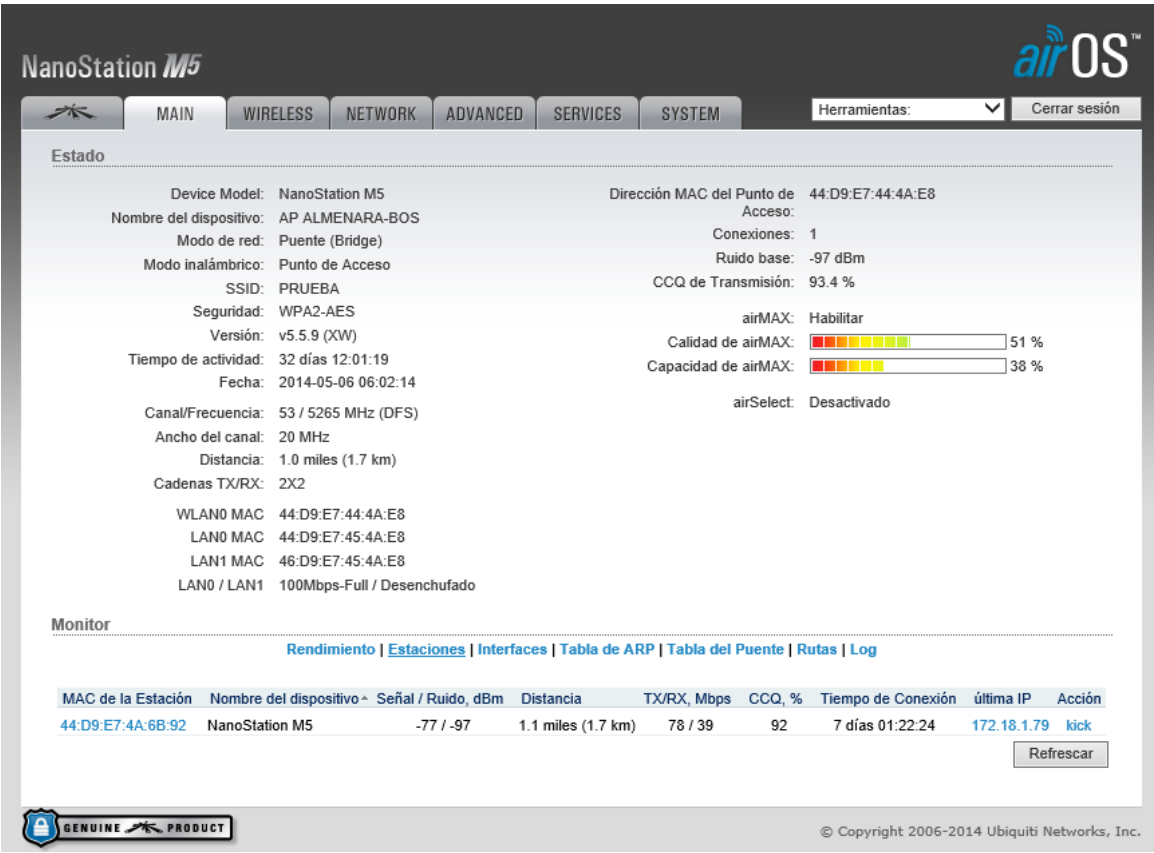 NanoStation M5
airOS™
MAIN
WIRELESS
NETWORK
ADVANCED
SERVICES
SYSTEM
Herramientas:
Cerrar sesión
Estado
Device Model: NanoStation M5
Nombre del dispositivo: AP ALMENARA-BOS
Modo de red: Puente (Bridge)
Modo inalámbrico: Punto de Acceso
SSID: PRUEBA
Seguridad: WPA2-AES
Versión: v5.5.9 (XW)
Tiempo de actividad: 32 días 12:01:19
Fecha: 2014-05-06 06:02:14
Canal/Frecuencia: 53 / 5265 MHz (DFS)
Ancho del canal: 20 MHz
Distancia: 1.0 miles (1.7 km)
Cadenas TX/RX: 2X2
WLAN0 MAC 44:D9:E7:44:4A:E8
LAN0 MAC 44:D9:E7:45:4A:E8
LAN1 MAC 46:D9:E7:45:4A:E8
LAN0 / LAN1 100Mbps-Full / Desenchufado
Dirección MAC del Punto de 44:D9:E7:44:4A:E8
Acceso:
Conexiones: 1
Ruido base: -97 dBm
CCQ de Transmisión: 93.4 %
airMAX: Habilitar
Calidad de airMAX: 51 %
Capacidad de airMAX: 38 %
airSelect: Desactivado
Monitor
Rendimiento | Estaciones | Interfaces | Tabla de ARP | Tabla del Puente | Rutas | Log
MAC de la Estación Nombre del dispositivo Señal / Ruido, dBm Distancia TX/RX, Mbps CCQ, % Tiempo de Conexión última IP Acción
44:D9:E7:4A:6B:92 NanoStation M5 -77 / -97 1.1 miles (1.7 km) 78 / 39 92 7 días 01:22:24 172.18.1.79 kick
Refrescar
GENUINE PRODUCT
© Copyright 2006-2014 Ubiquiti Networks, Inc.